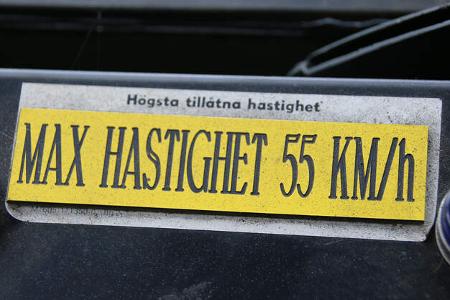 Högsta tillåtna hastighet
MAX HASTIGHET 55 KM/h